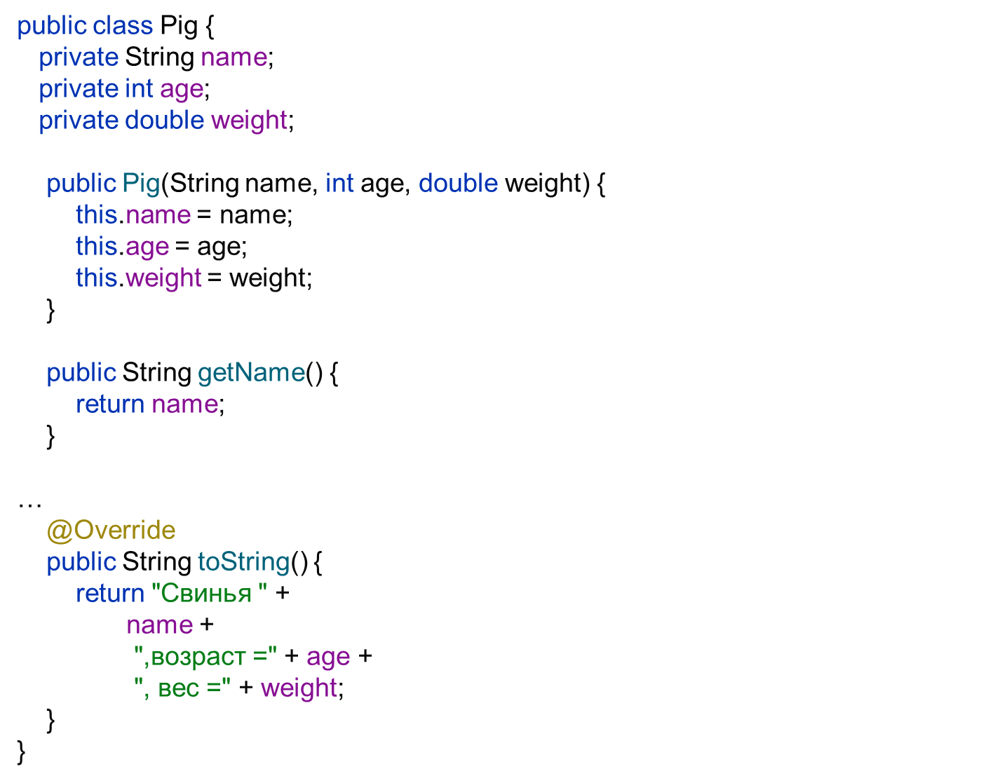 public class Pig {
private String name;
private int age;
private double weight;
public Pig(String name, int age, double weight) {
this.name = name;
this.age = age;
this.weight = weight;
}
public String getName() {
return name;
}
…
@Override
public String toString() {
return "Свинья " +
name +
",возраст =" + age +
", вес =" + weight;
}
}